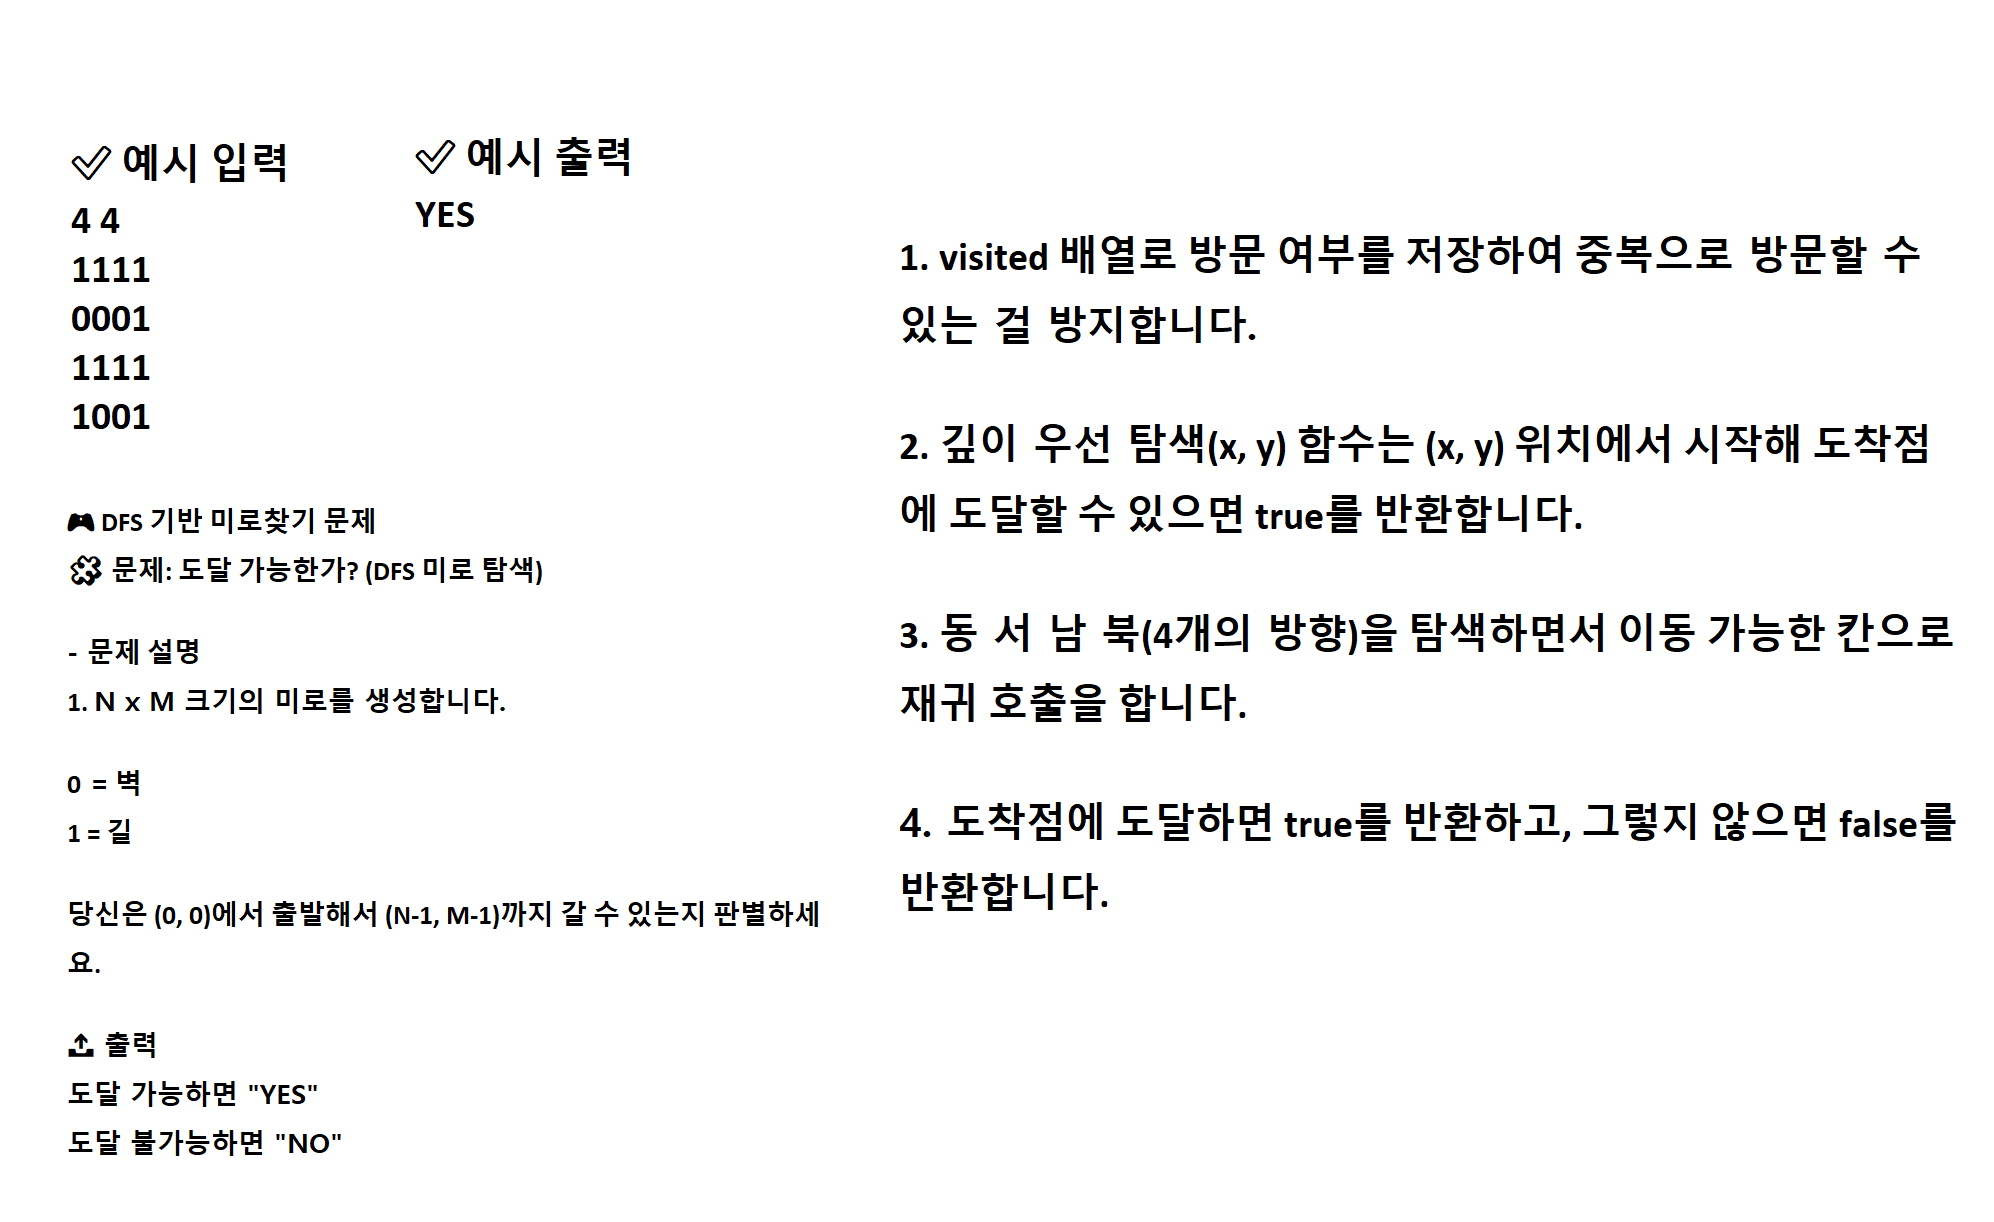 ✓ 예시 입력
4 4
1111
0001
1111
1001
✓ 예시 출력
YES
🎮 DFS 기반 미로찾기 문제
🧩 문제: 도달 가능한가? (DFS 미로 탐색)
- 문제 설명
1. N x M 크기의 미로를 생성합니다.
0 = 벽
1 = 길
당신은 (0, 0)에서 출발해서 (N-1, M-1)까지 갈 수 있는지 판별하세
요.
📤 출력
도달 가능하면 "YES"
도달 불가능하면 "NO"
1. visited 배열로 방문 여부를 저장하여 중복으로 방문할 수
있는 걸 방지합니다.
2. 깊이 우선 탐색(x, y) 함수는 (x, y) 위치에서 시작해 도착점
에 도달할 수 있으면 true를 반환합니다.
3. 동 서 남 북(4개의 방향)을 탐색하면서 이동 가능한 칸으로
재귀 호출을 합니다.
4. 도착점에 도달하면 true를 반환하고, 그렇지 않으면 false를
반환합니다.